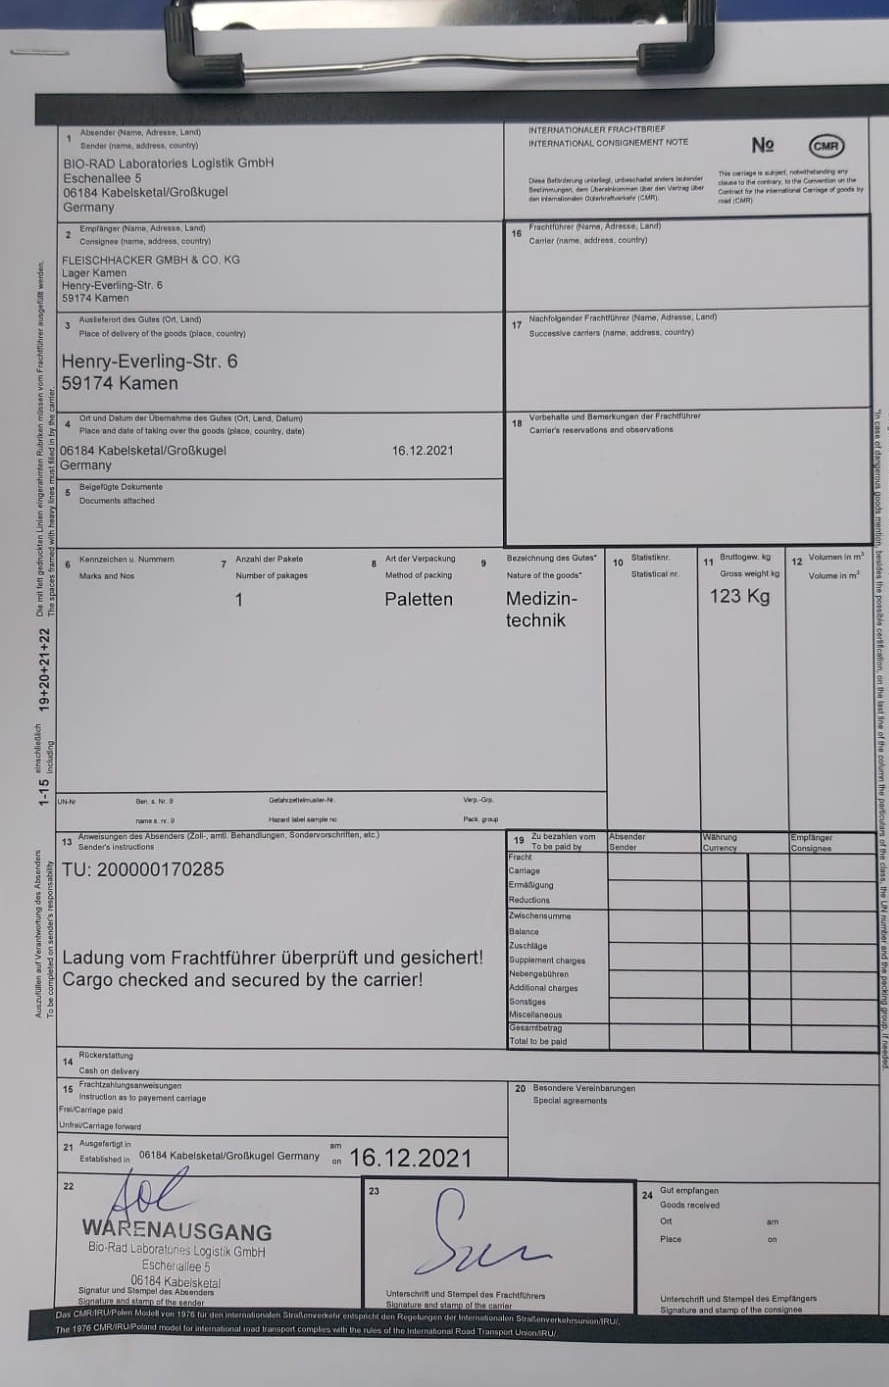 1 Absender (Name, Adresse, Land)
Sender (name, address, country)
BIO-RAD Laboratories Logistik GmbH
Eschenallee 5
06184 Kabelsketal/Großkugel
Germany
INTERNATIONALER FRACHTBRIEF
INTERNATIONAL CONSIGNEMENT NOTE
No
CMR
Diese Beförderung unterliegt, unbeschadet anders lautender
Bestimmungen, dem Übereinkommen über den Vertrag über
den internationalen Güterkraftverkehr (CMR).
This carriage is subject, notwithstanding any
clause to the contrary, to the Convention on the
Contract for the international Carriage of goods by
road (CMR).
2 Empfänger (Name, Adresse, Land)
Consignee (name, address, country)
FLEISCHHACKER GMBH & CO. KG
Lager Kamen
Henry-Everling-Str. 6
59174 Kamen
16 Frachtführer (Name, Adresse, Land)
Carrier (name, address, country)
3 Auslieferort des Gutes (Ort, Land)
Place of delivery of the goods (place, country)
Henry-Everling-Str. 6
59174 Kamen
17 Nachfolgender Frachtführer (Name, Adresse, Land)
Successive carriers (name, address, country)
4 Ort und Datum der Übernahme des Gutes (Ort, Land, Datum)
Place and date of taking over the goods (place, country, date)
06184 Kabelsketal/Großkugel 16.12.2021
Germany
18 Vorbehalte und Bemerkungen der Frachtführer
Carrier's reservations and observations
5 Beigefügte Dokumente
Documents attached
6 Kennzeichen u. Nummern
Marks and Nos
7 Anzahl der Pakete
Number of pakages
1
8 Art der Verpackung
Method of packing
Paletten
9 Bezeichnung des Gutes*
Nature of the goods*
Medizin-
technik
10 Statistiknr.
Statistical nr.
11 Bruttogew. kg
Gross weight kg
123 Kg
12 Volumen in m³
Volume in m³
UN-Nr Ben. s. Nr. 9 Gefahrzettelmuster-Nr. Verp.-Grp.
name s. nr. 9 Hazard label sample no. Pack. group
13 Anweisungen des Absenders (Zoll-, amtl. Behandlungen, Sondervorschriften, etc.)
Sender's instructions
TU: 200000170285
Ladung vom Frachtführer überprüft und gesichert!
Cargo checked and secured by the carrier!
19 Zu bezahlen vom Absender Währung Empfänger
To be paid by Sender Currency Consignee
Fracht
Carriage
Ermäßigung
Reductions
Zwischensumme
Balance
Zuschläge
Supplement charges
Nebengebühren
Additional charges
Sonstiges
Miscellaneous
Gesamtbetrag
Total to be paid
14 Rückerstattung
Cash on delivery
15 Frachtzahlungsanweisungen
Instruction as to payement carriage
Frei/Carriage paid
Unfrei/Carriage forward
20 Besondere Vereinbarungen
Special agreements
21 Ausgefertigt in am
Established in 06184 Kabelsketal/Großkugel Germany on 16.12.2021
22
WARENAUSGANG
Bio-Rad Laboratories Logistik GmbH
Eschenallee 5
06184 Kabelsketal
Signatur und Stempel des Absenders
Signature and stamp of the sender
23
Unterschrift und Stempel des Frachtführers
Signature and stamp of the carrier
24 Gut empfangen
Goods received
Ort am
Place on
Unterschrift und Stempel des Empfängers
Signature and stamp of the consignee
Das CMR/IRU/Polen Modell von 1976 für den internationalen Straßenverkehr entspricht den Regelungen der Internationalen Straßenverkehrsunion/IRU/.
The 1976 CMR/IRU/Poland model for international road transport complies with the rules of the International Road Transport Union/IRU/.
Die mit fett gedruckten Linien eingerahmten Rubriken müssen vom Frachtführer ausgefüllt werden.
The spaces framed with heavy lines must filled in by the carrier.
1-15 einschließlich 19+20+21+22
including
Auszufüllen auf Verantwortung des Absenders
To be completed on sender's responsability
*In case of dangerous goods mention, besides the possible certification, on the last line of the column the particulars of the class, the UN number and the packing group, if needed.